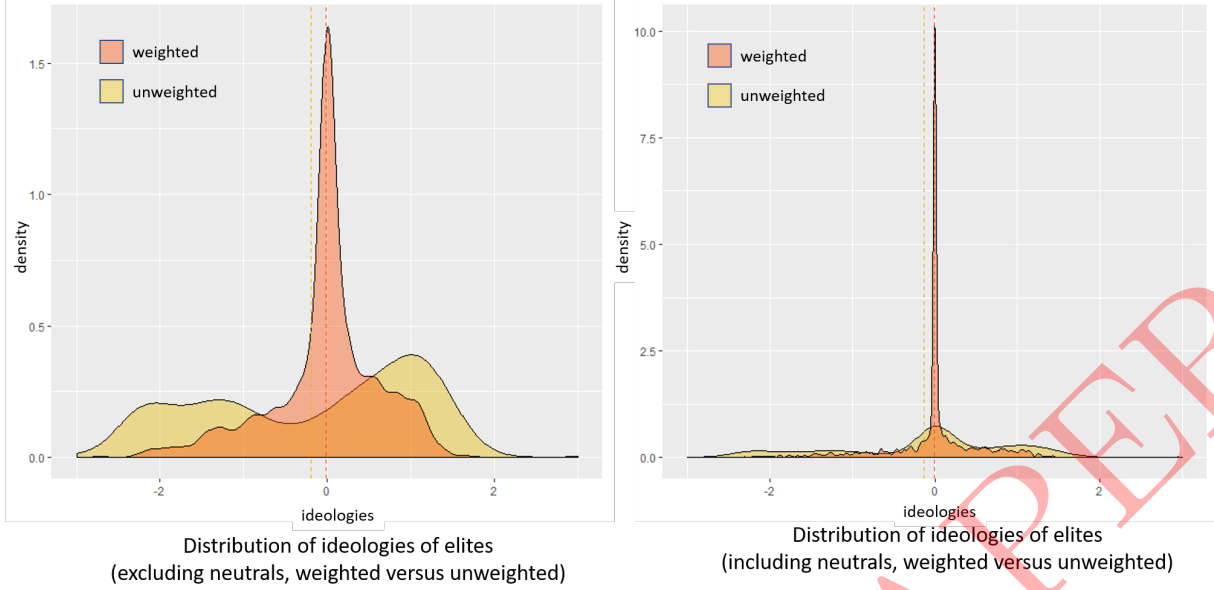 weighted
unweighted
1.5
1.0
0.5
0.0
density
-2
0
2
ideologies
Distribution of ideologies of elites
(excluding neutrals, weighted versus unweighted)
weighted
unweighted
10.0
7.5
5.0
2.5
0.0
density
-2
0
2
ideologies
Distribution of ideologies of elites
(including neutrals, weighted versus unweighted)